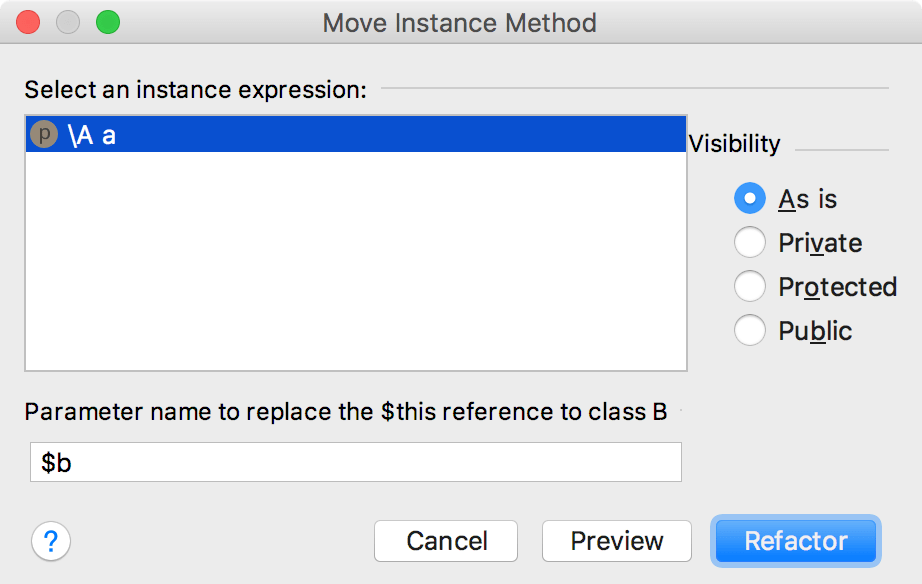 Move Instance Method
Select an instance expression:
p \A a
Visibility
As is
Private
Protected
Public
Parameter name to replace the $this reference to class B
$b
?
Cancel
Preview
Refactor